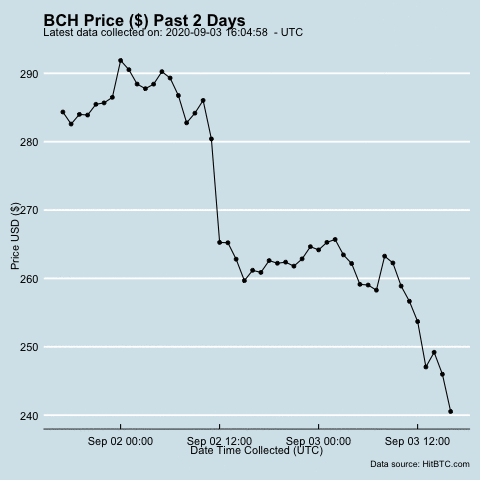 BCH Price ($) Past 2 Days
Latest data collected on: 2020-09-03 16:04:58 - UTC
290
280
270
260
250
240
Price USD ($)
Sep 02 00:00 Sep 02 12:00 Sep 03 00:00 Sep 03 12:00
Date Time Collected (UTC)
Data source: HitBTC.com